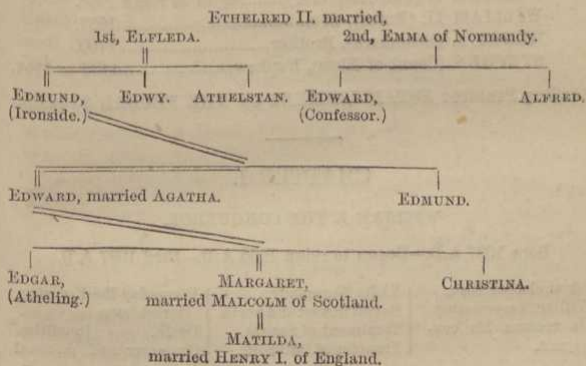 ETHELRED II. married,
1st, ELFLEDA. 2nd, EMMA of Normandy.
EDMUND, EDWY. ATHELSTAN. EDWARD, ALFRED.
(Ironside.) (Confessor.)
EDWARD, married AGATHA. EDMUND.
EDGAR, MARGARET, CHRISTINA.
(Atheling.) married MALCOLM of Scotland.
MATILDA,
married HENRY I. of England.